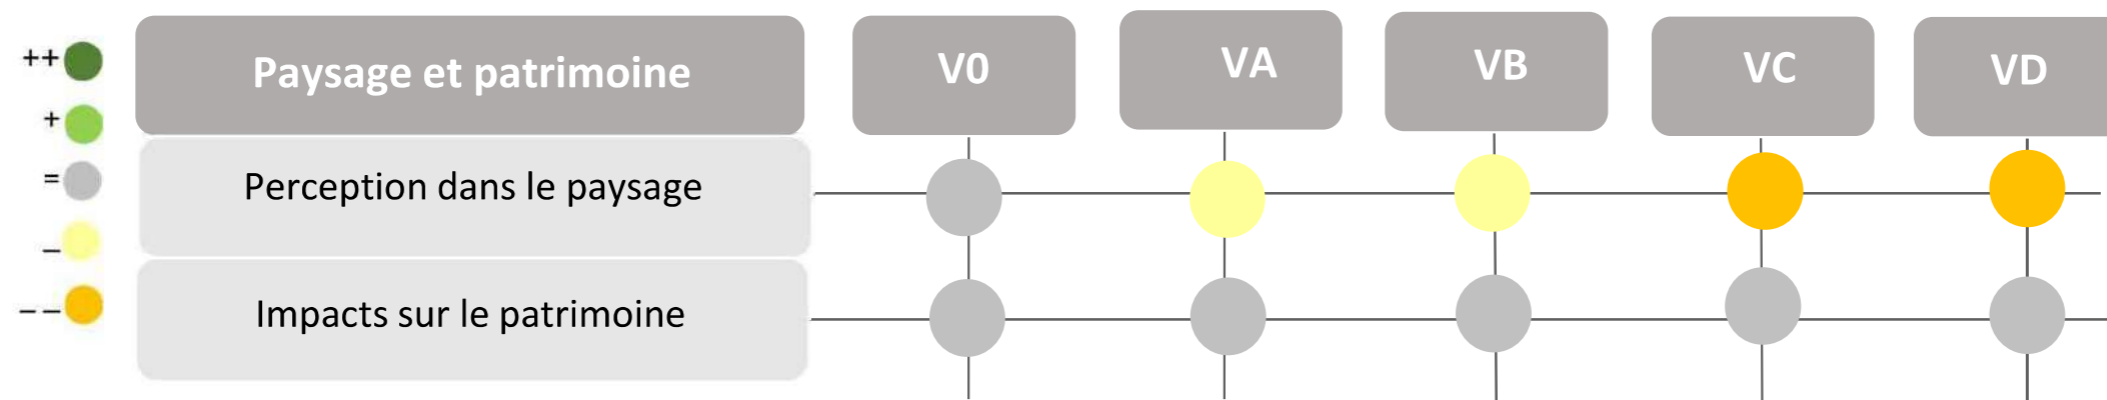 ++
+
=
–
– –
Paysage et patrimoine
V0
VA
VB
VC
VD
Perception dans le paysage
Impacts sur le patrimoine